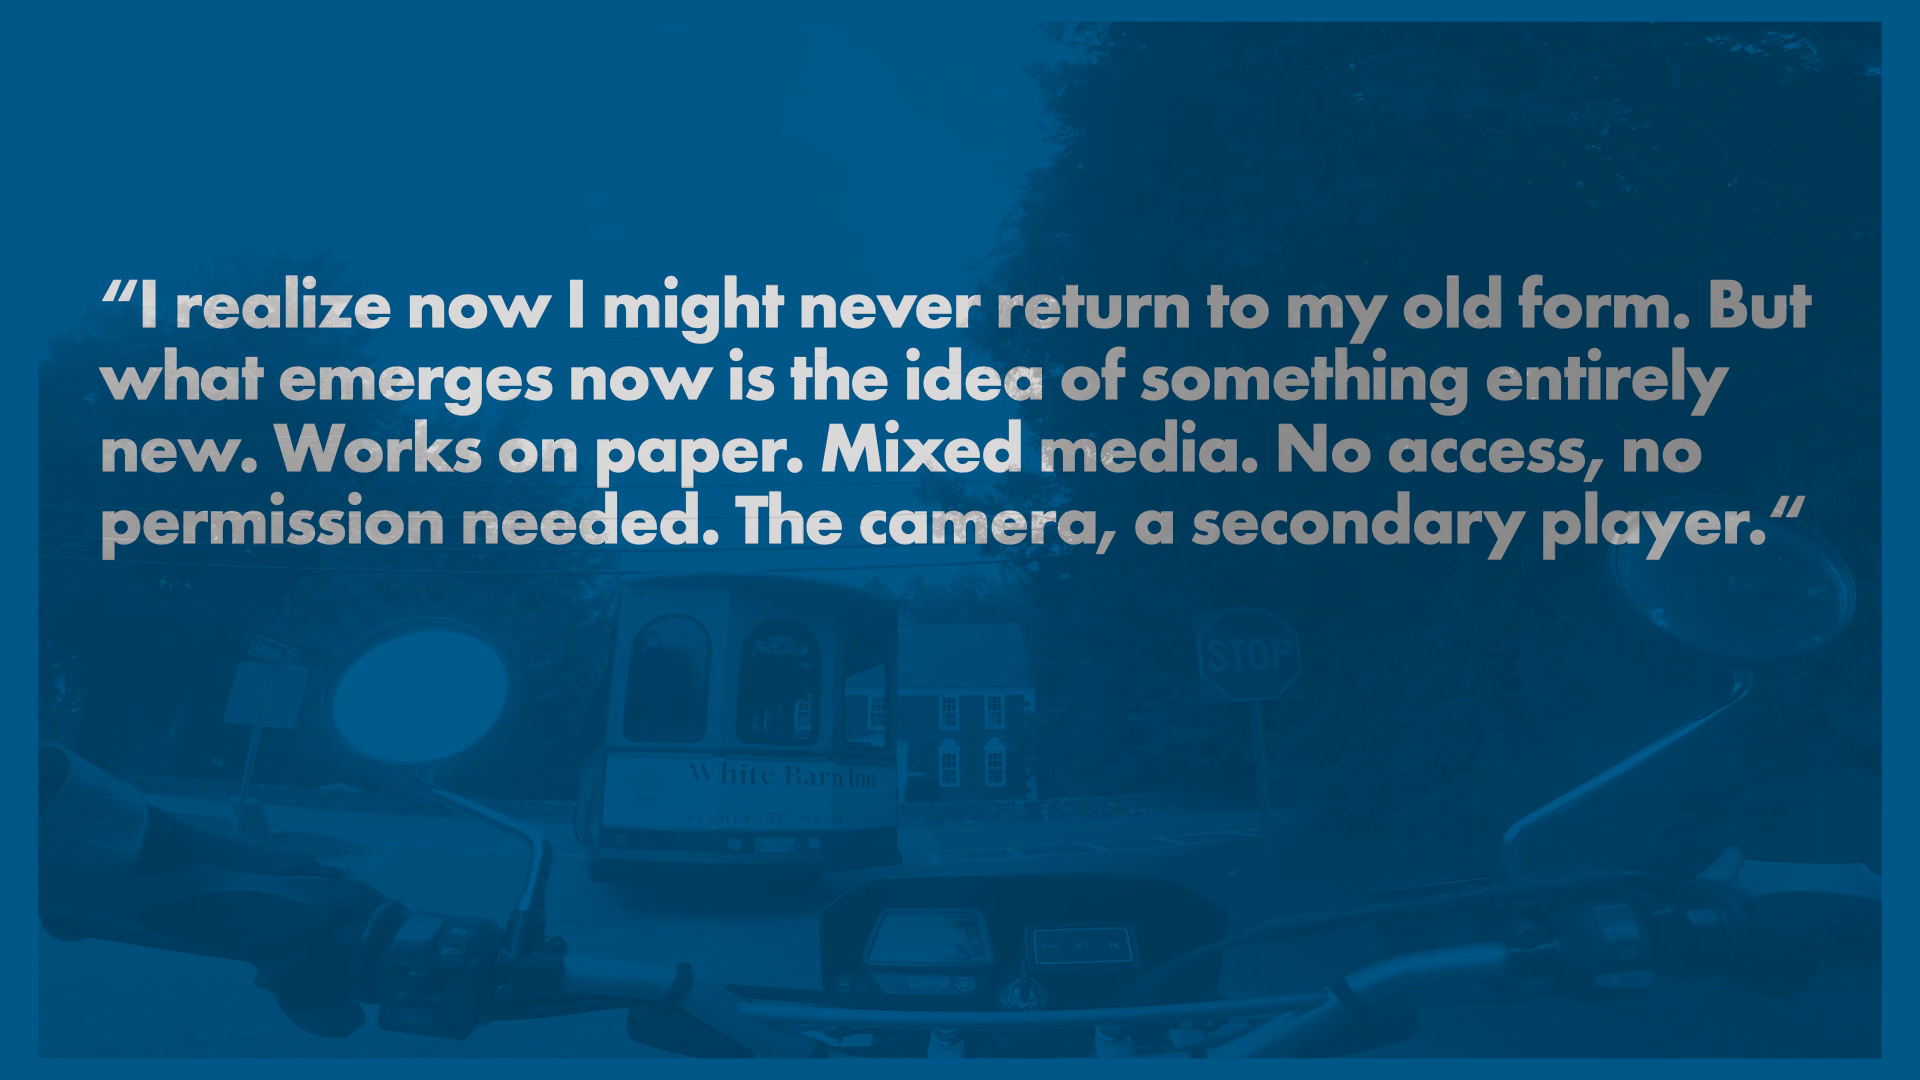 “I realize now I might never return to my old form. But
what emerges now is the idea of something entirely
new. Works on paper. Mixed media. No access, no
permission needed. The camera, a secondary player.“
STOP
White Barn Inn
KENNEBUNK MAINE